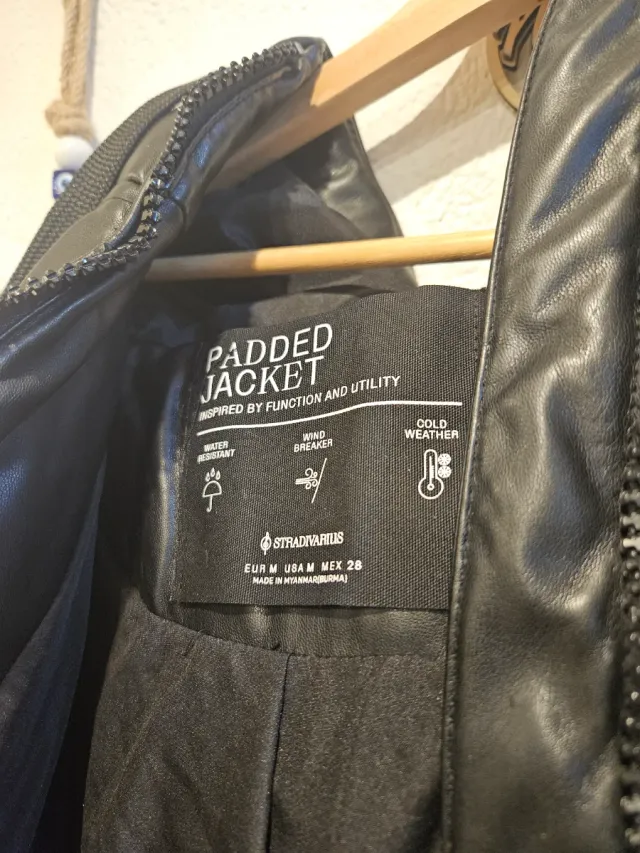 PADDED
JACKET
INSPIRED BY FUNCTION AND UTILITY
WATER
RESISTANT
WIND
BREAKER
COLD
WEATHER
STRADIVARIUS
EUR M USA M MEX 28
MADE IN MYANMAR(BURMA)